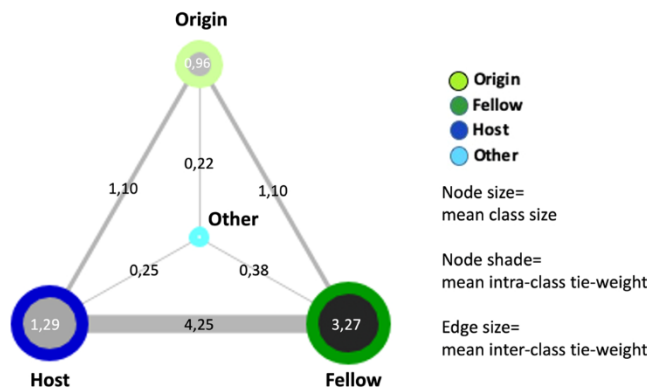 Origin
0,96
0,22
1,10
1,10
Other
0,25
0,38
1,29
4,25
3,27
Host
Fellow
Origin
Fellow
Host
Other
Node size=
mean class size
Node shade=
mean intra-class tie-weight
Edge size=
mean inter-class tie-weight